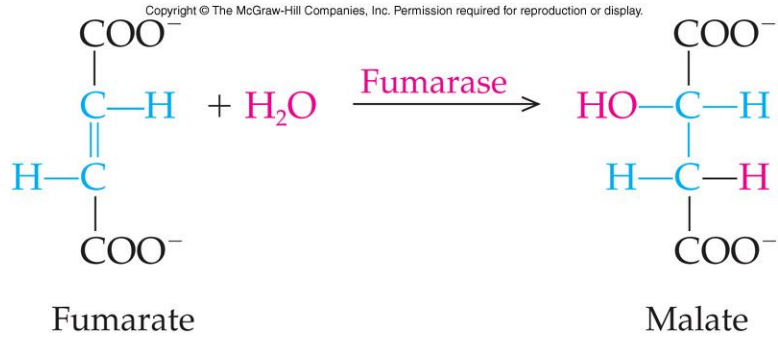 Copyright © The McGraw-Hill Companies, Inc. Permission required for reproduction or display.
COO⁻ COO⁻
C—H + H₂O Fumarase HO—C—H
H—C H—C—H
COO⁻ COO⁻
Fumarate Malate